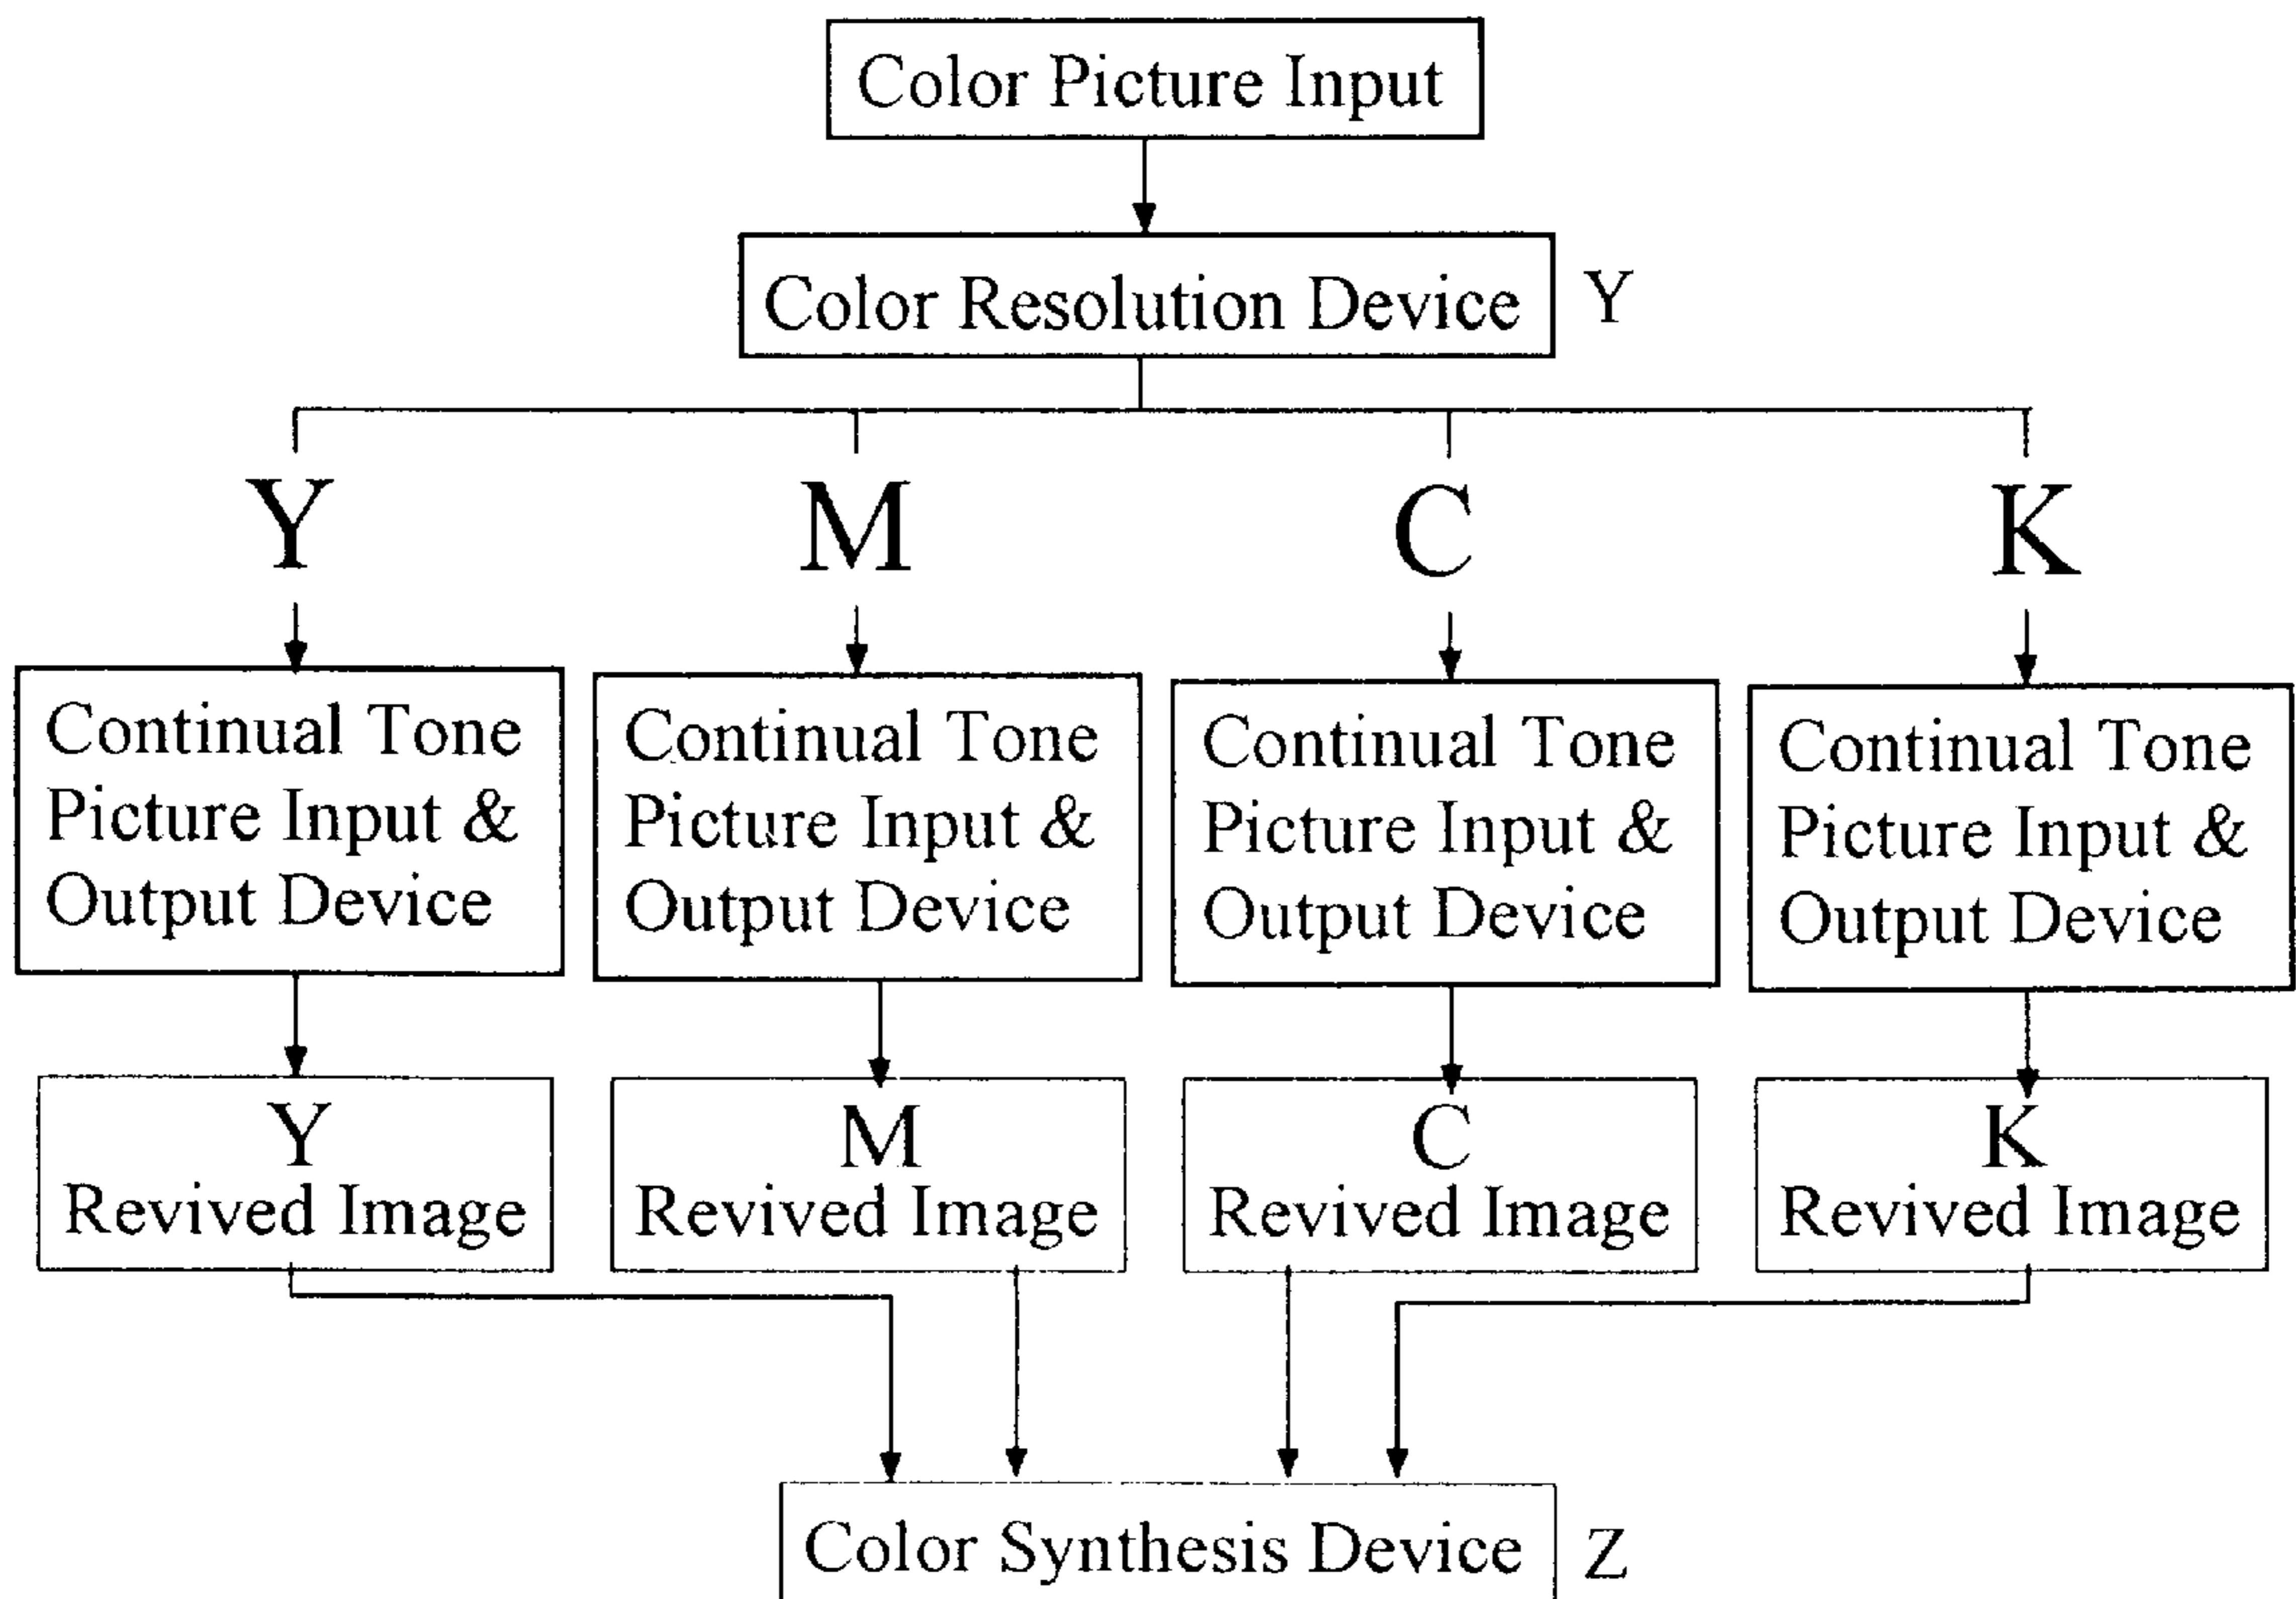 Color Picture Input
Color Resolution Device
Y
Y
M
C
K
Continual Tone
Picture Input &
Output Device
Continual Tone
Picture Input &
Output Device
Continual Tone
Picture Input &
Output Device
Continual Tone
Picture Input &
Output Device
Y
Revived Image
M
Revived Image
C
Revived Image
K
Revived Image
Color Synthesis Device
Z